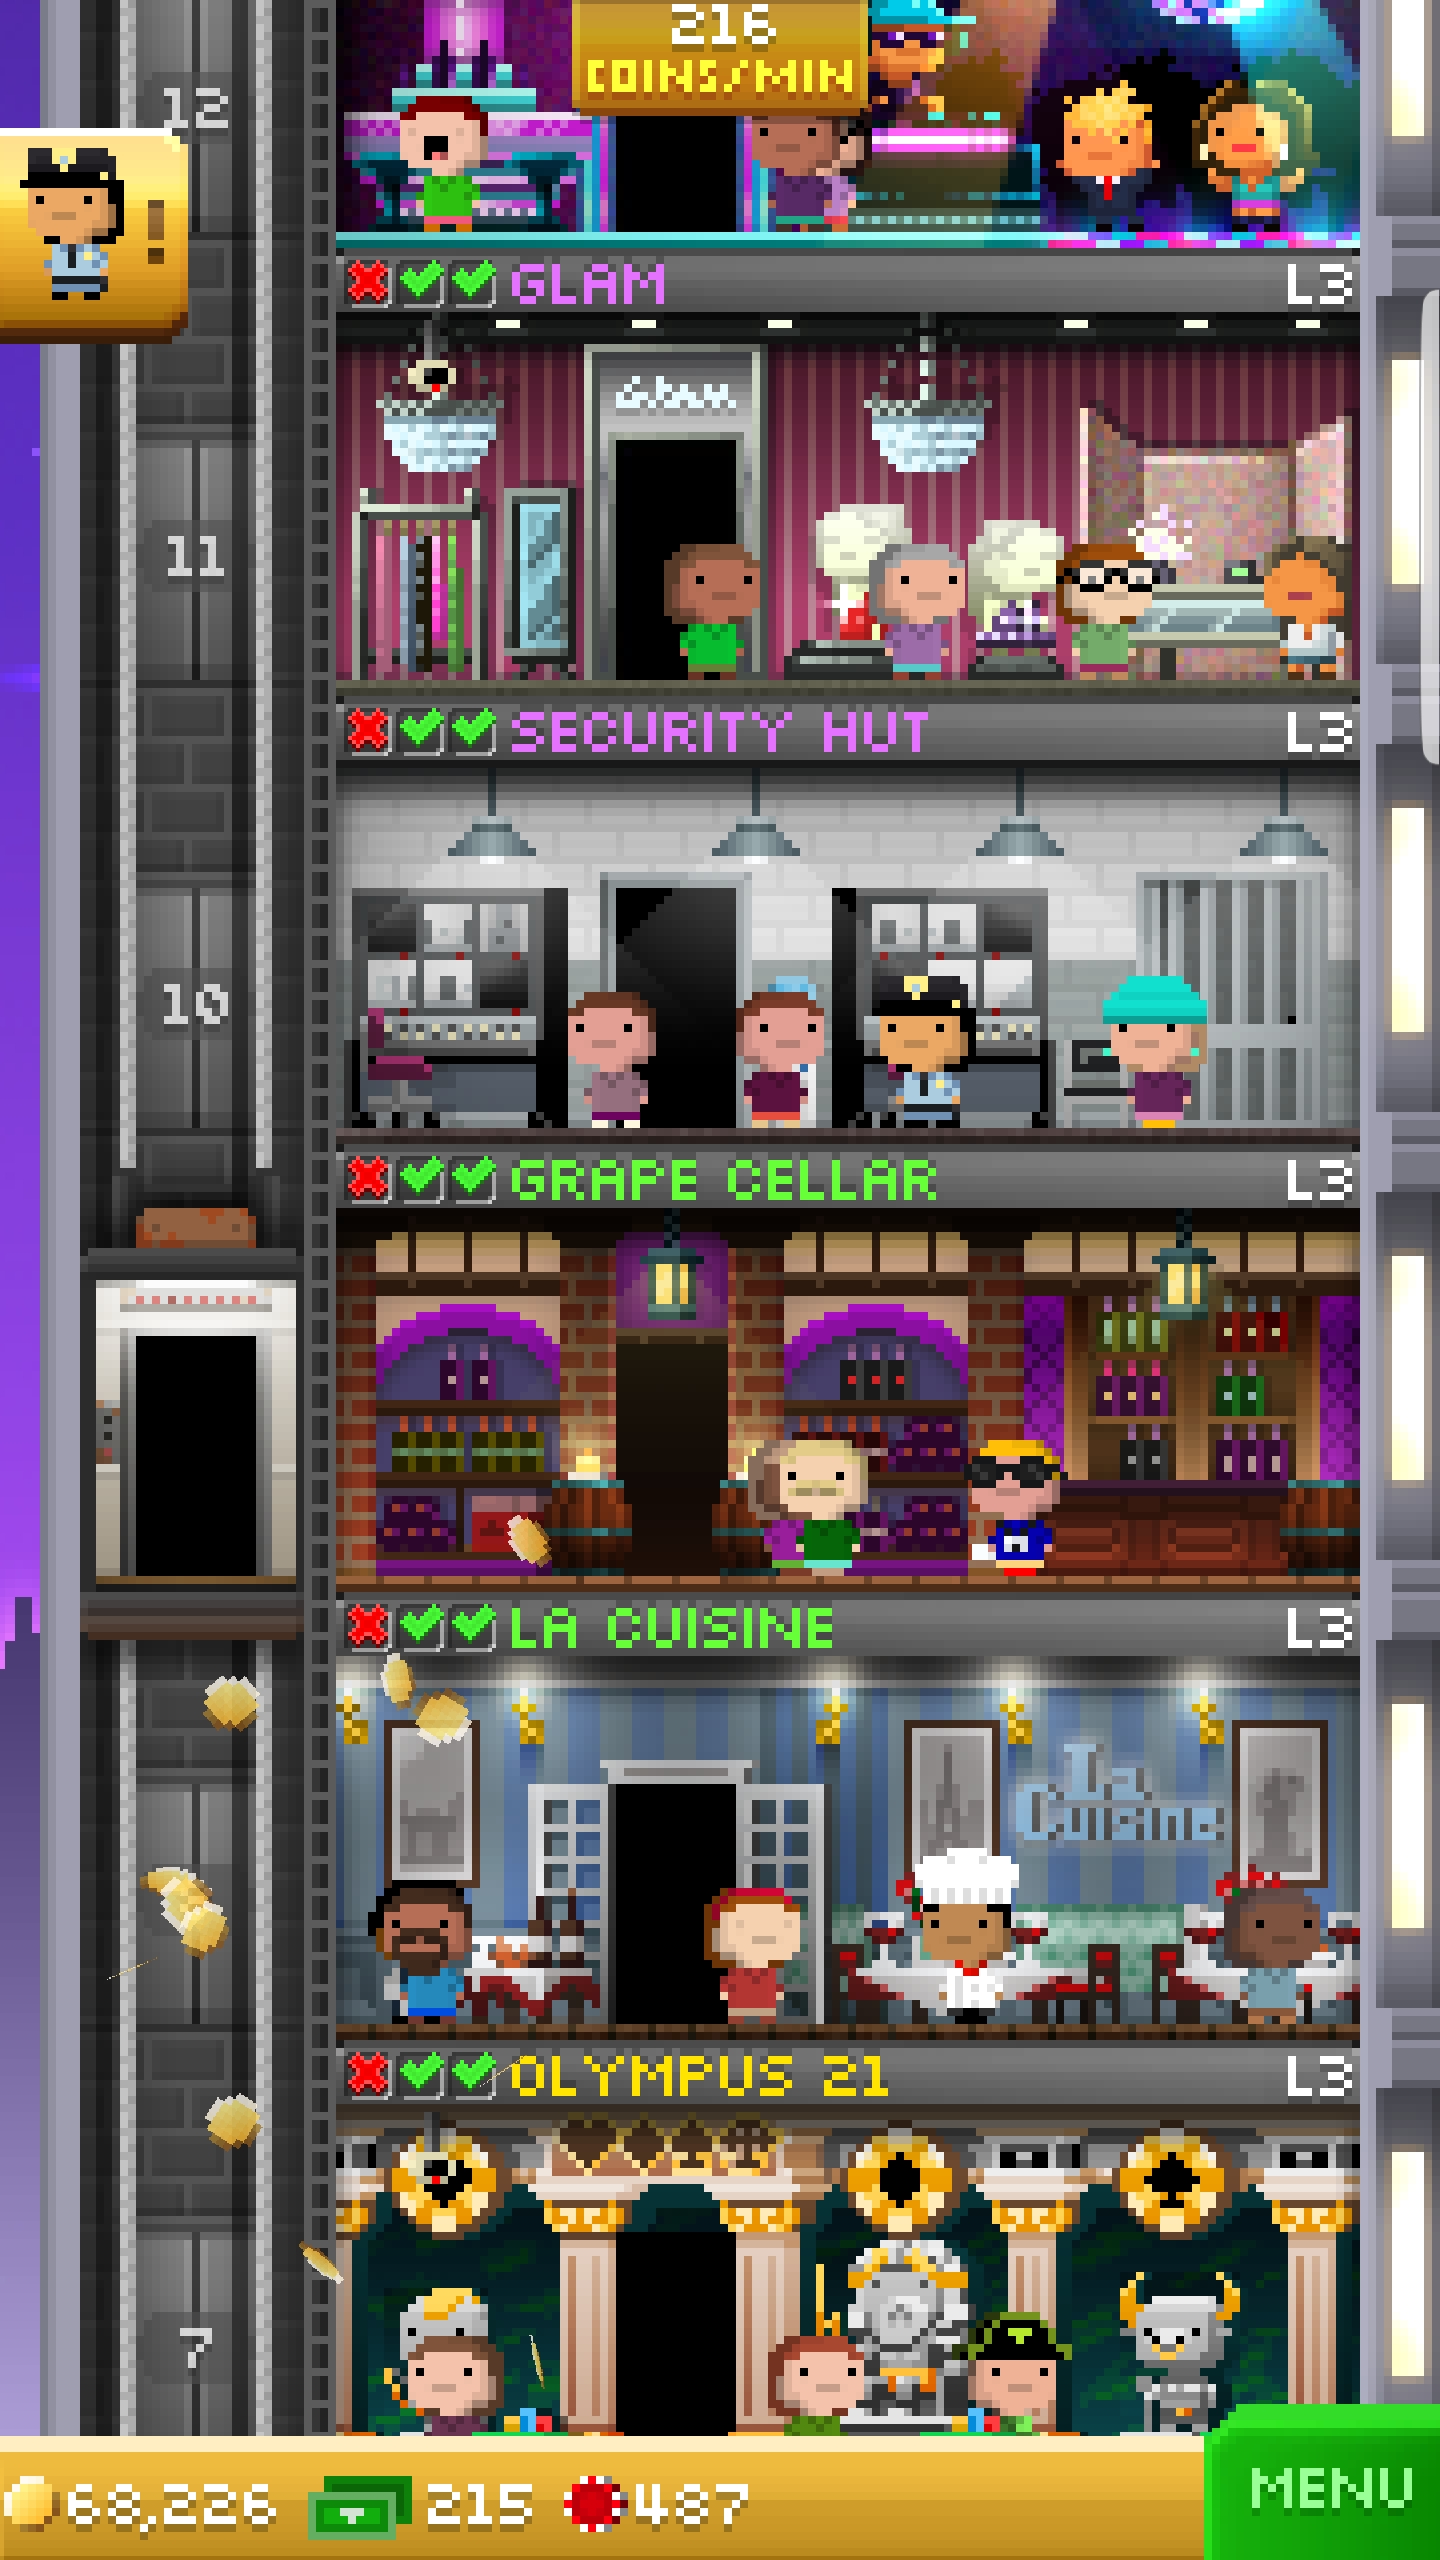 216
COINS/MIN
12
!
GLAM L3
Glam
11
SECURITY HUT L3
10
GRAPE CELLAR L3
LA CUISINE L3
La
Cuisine
OLYMPUS 21 L3
7
68,226 215 487
MENU